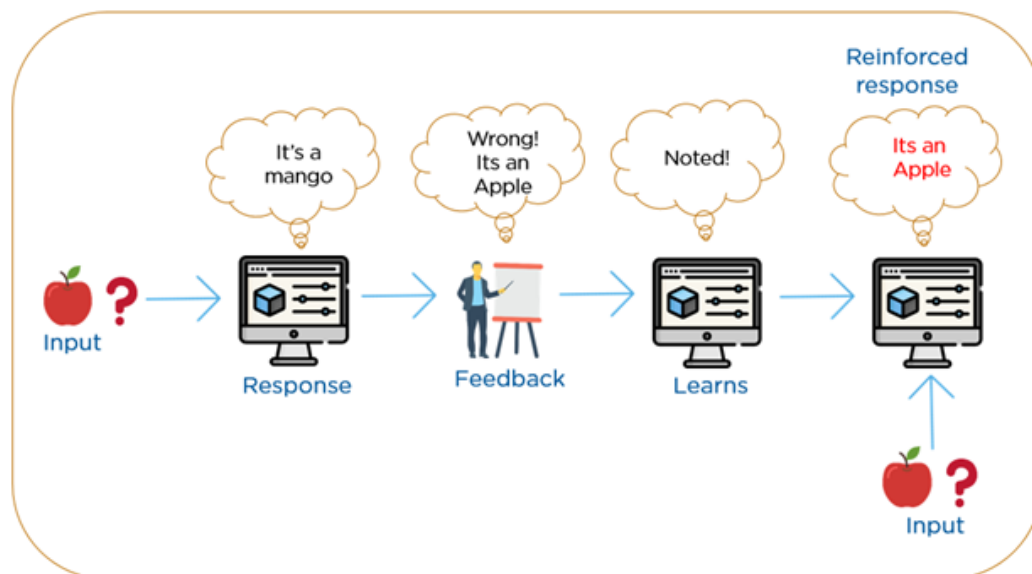 Reinforced
response
It's a
mango
Wrong!
Its an
Apple
Noted!
Its an
Apple
?
Input
Response
Feedback
Learns
?
Input